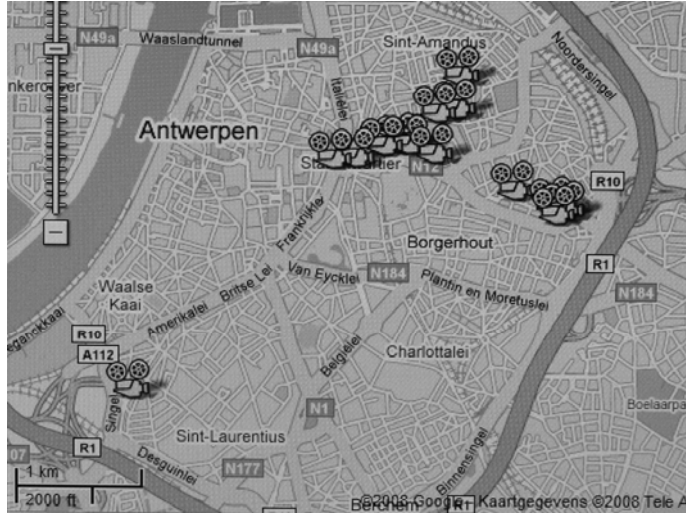 N49a
Waaslandtunnel
N49a
Sint-Amandus
Noordersingel
Italiëlei
Antwerpen
N12
R10
Frankrijklei
Borgerhout
R1
Van Eycklei
N184
Plantin en Moretuslei
N184
Waalse
Kaai
Britse Lei
Amerikalei
R10
A112
Belgiëlei
Charlottalei
Singel
N1
Sint-Laurentius
R1
Desguinlei
N177
Binnensingel
1 km
2000 ft
Berchem
R1
©2008 Google - Kaartgegevens ©2008 Tele A